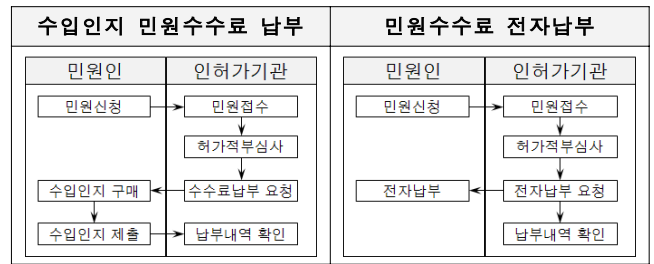 수입인지 민원수수료 납부
민원인 인허가기관
민원신청 민원접수
허가적부심사
수입인지 구매 수수료납부 요청
수입인지 제출 납부내역 확인
민원수수료 전자납부
민원인 인허가기관
민원신청 민원접수
허가적부심사
전자납부 전자납부 요청
납부내역 확인